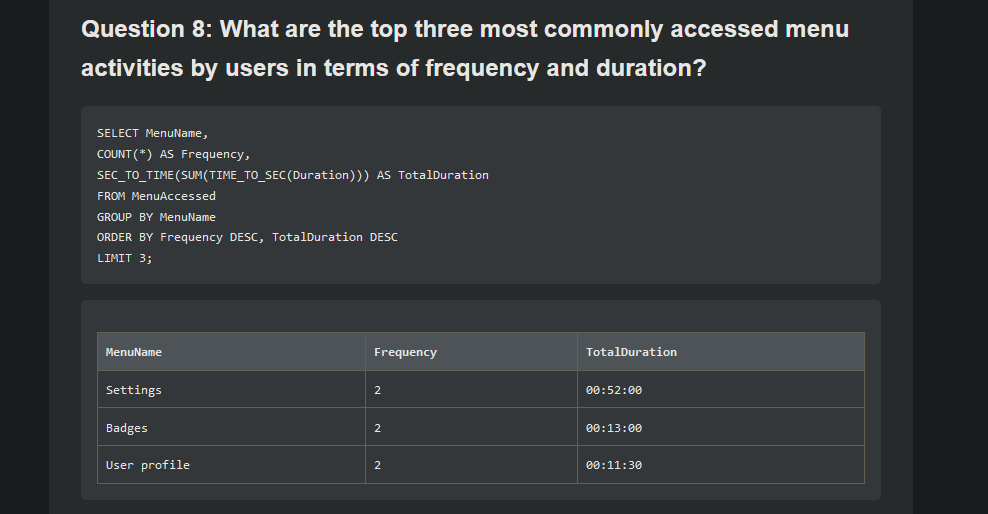 Question 8: What are the top three most commonly accessed menu
activities by users in terms of frequency and duration?
SELECT MenuName,
COUNT(*) AS Frequency,
SEC_TO_TIME(SUM(TIME_TO_SEC(Duration))) AS TotalDuration
FROM MenuAccessed
GROUP BY MenuName
ORDER BY Frequency DESC, TotalDuration DESC
LIMIT 3;
MenuName Frequency TotalDuration
Settings 2 00:52:00
Badges 2 00:13:00
User profile 2 00:11:30